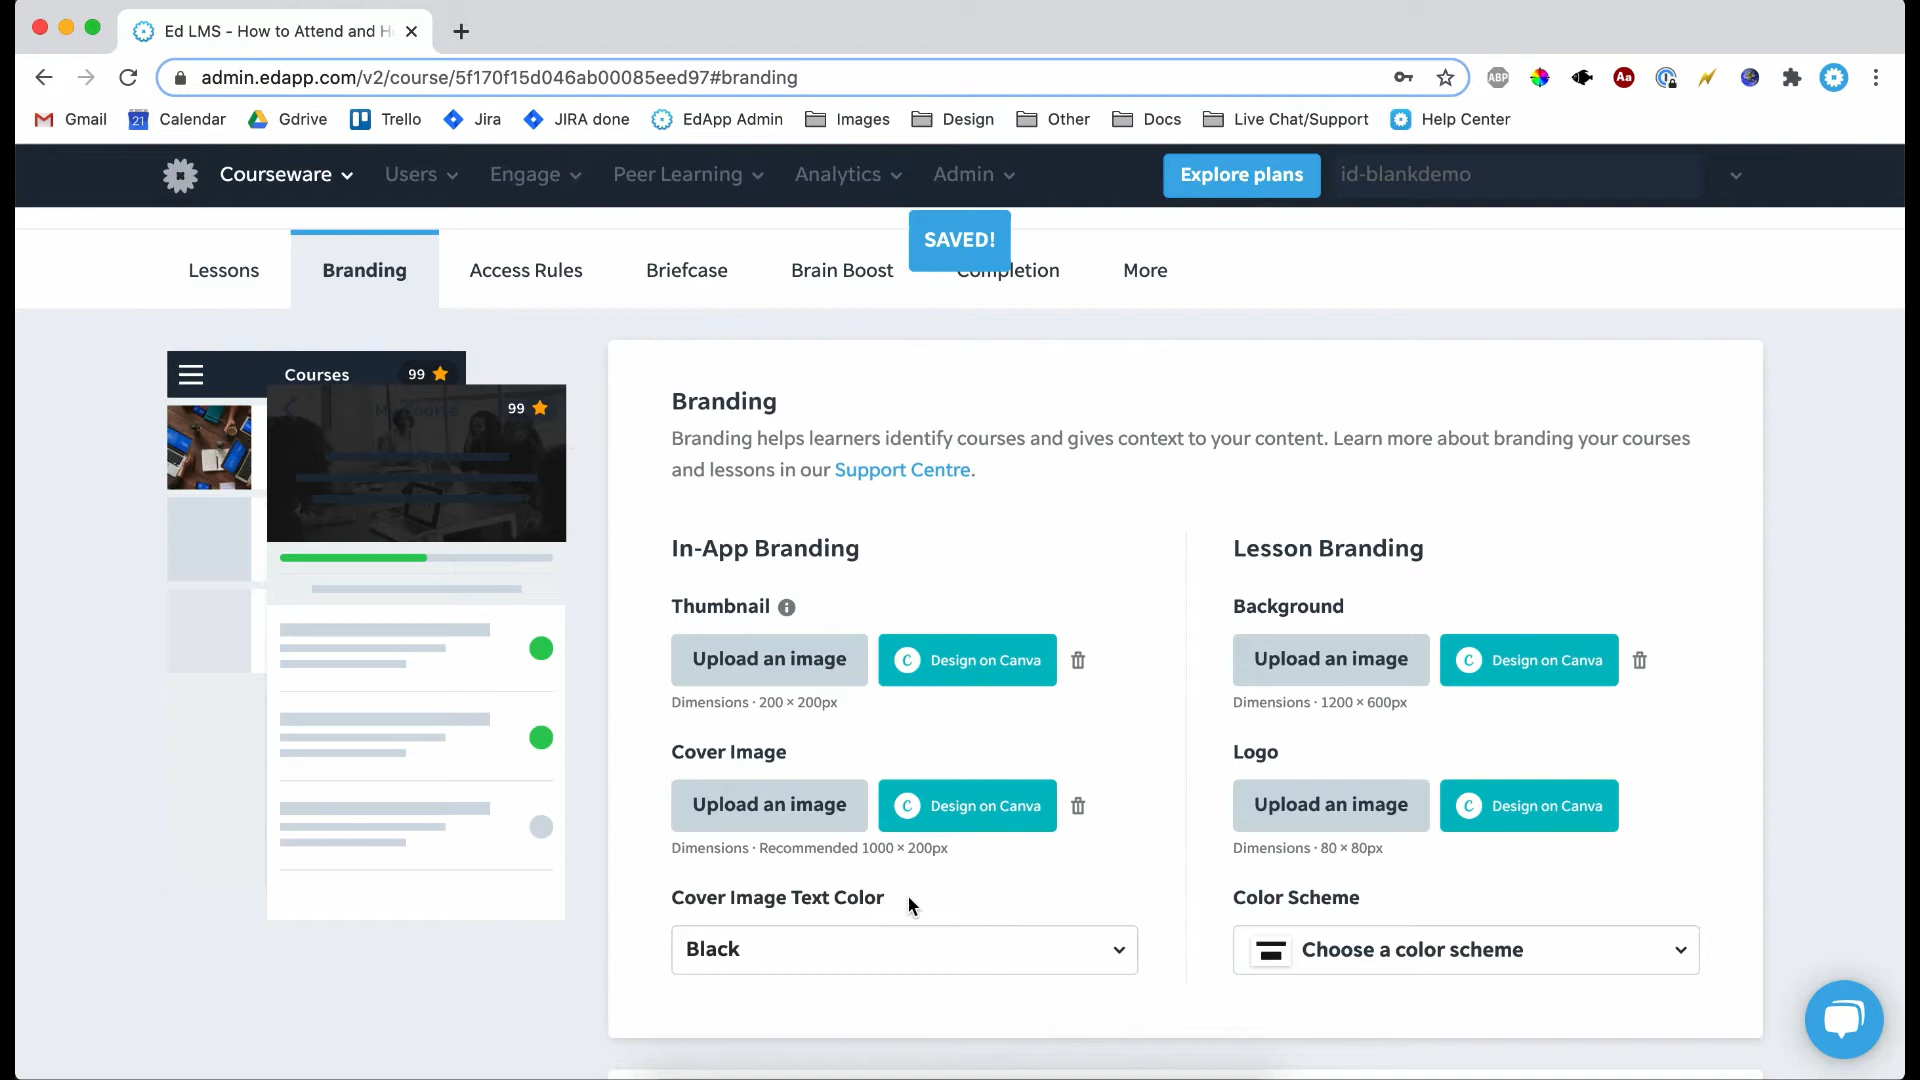 Ed LMS - How to Attend and H
admin.edapp.com/v2/course/5f170f15d046ab00085eed97#branding
ABP
Aa
Gmail
21
Calendar
Gdrive
Trello
Jira
JIRA done
EdApp Admin
Images
Design
Other
Docs
Live Chat/Support
Help Center
Courseware
Users
Engage
Peer Learning
Analytics
Admin
Explore plans
id-blankdemo
SAVED!
Lessons
Branding
Access Rules
Briefcase
Brain Boost
Completion
More
Courses
99
My Course
99
Branding
Branding helps learners identify courses and gives context to your content. Learn more about branding your courses
and lessons in our Support Centre.
In-App Branding
Thumbnail
Upload an image
C
Design on Canva
Dimensions · 200 × 200px
Cover Image
Upload an image
C
Design on Canva
Dimensions · Recommended 1000 × 200px
Cover Image Text Color
Black
Lesson Branding
Background
Upload an image
C
Design on Canva
Dimensions · 1200 × 600px
Logo
Upload an image
C
Design on Canva
Dimensions · 80 × 80px
Color Scheme
Choose a color scheme